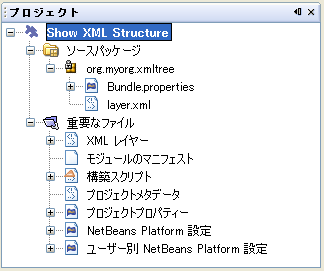 プロジェクト
Show XML Structure
ソースパッケージ
org.myorg.xmltree
Bundle.properties
layer.xml
重要なファイル
XML レイヤー
モジュールのマニフェスト
構築スクリプト
プロジェクトメタデータ
プロジェクトプロパティー
NetBeans Platform 設定
ユーザー別 NetBeans Platform 設定